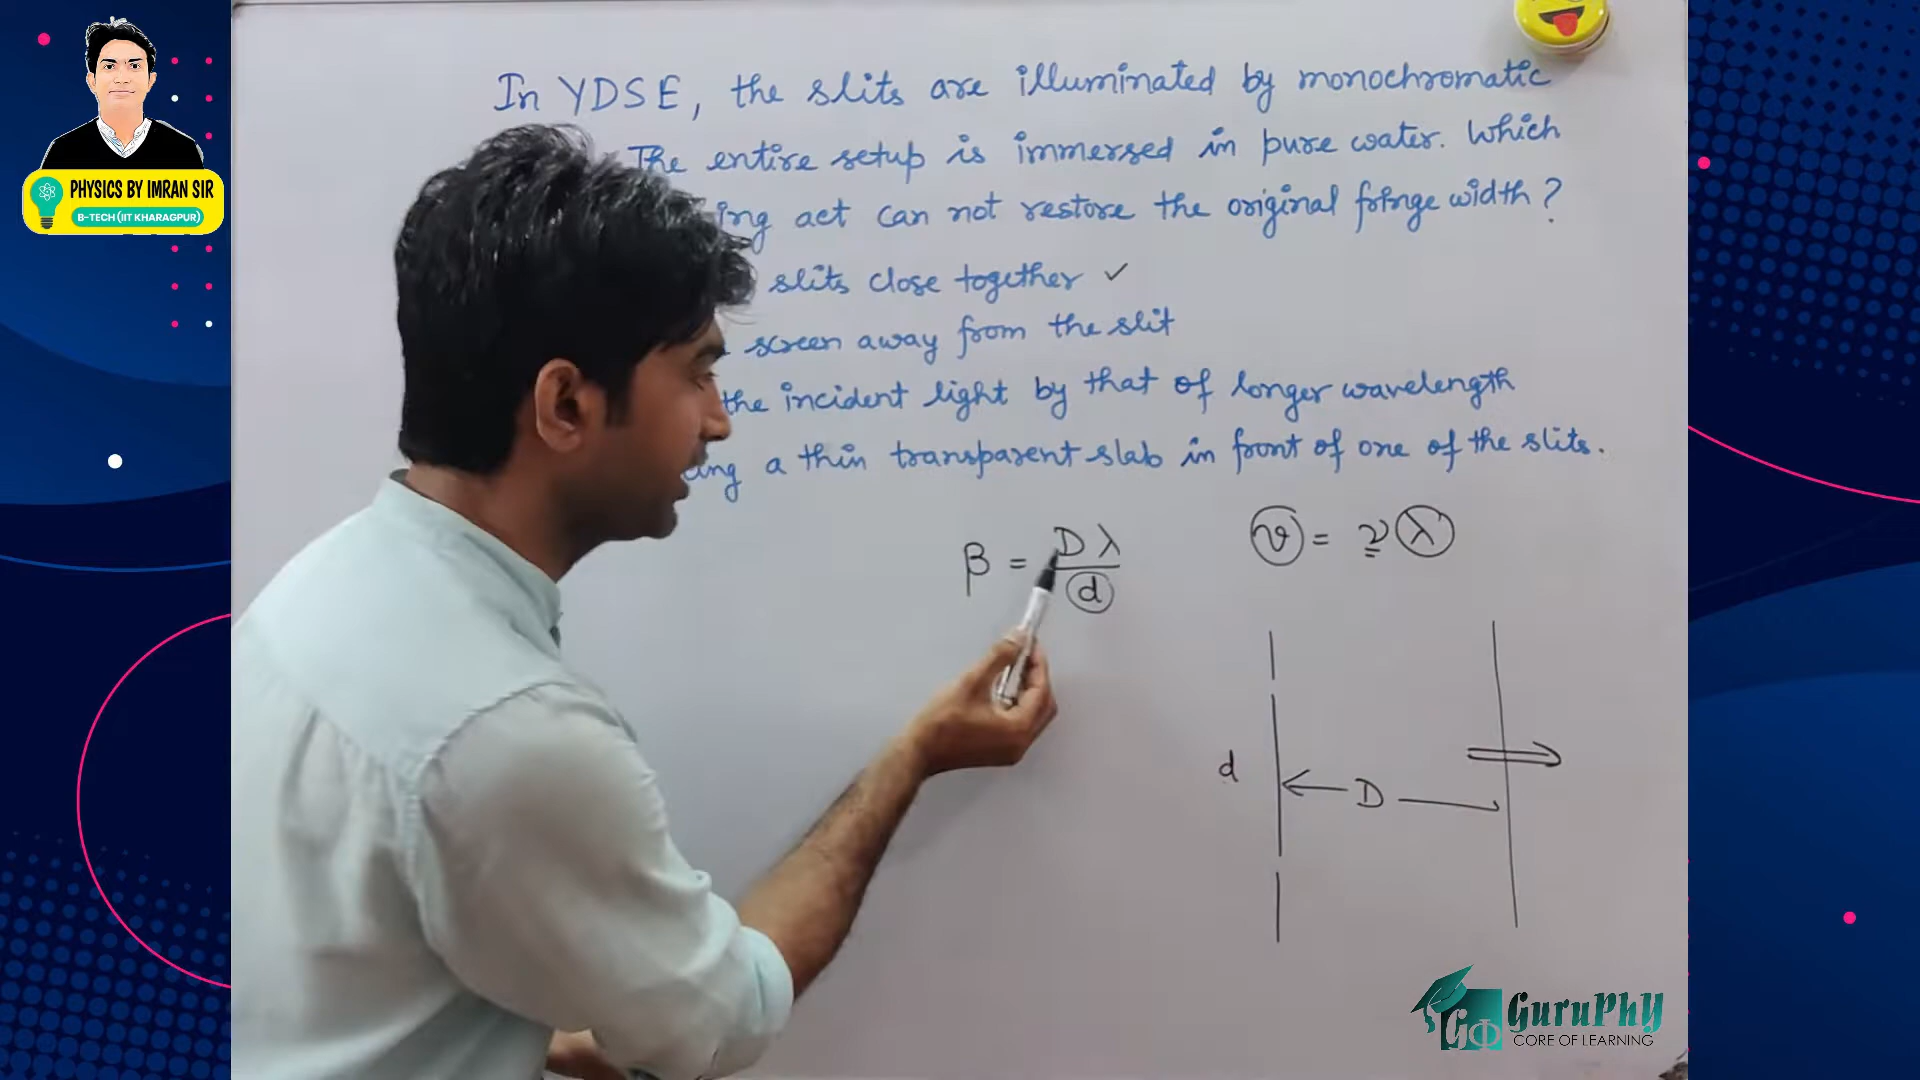 PHYSICS BY IMRAN SIR
B-TECH (IIT KHARAGPUR)
In YDSE, the slits are illuminated by monochromatic
The entire setup is immersed in pure water. Which
ing act can not restore the original fringe width?
slits close together ✓
screen away from the slit
the incident light by that of longer wavelength
cing a thin transparent slab in front of one of the slits.
β = Dλ/d
v = νλ
d
D
GΦ GURUPHY
CORE OF LEARNING